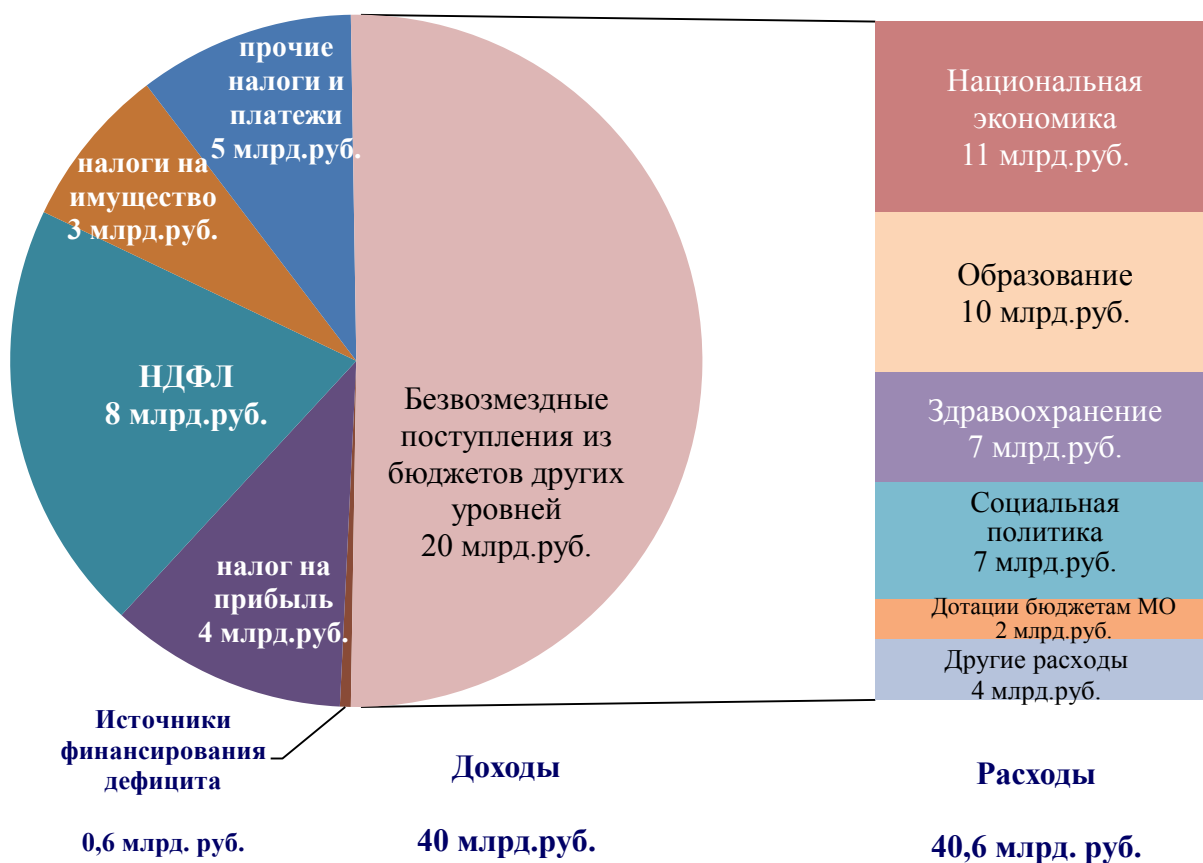 прочие
налоги и
платежи
5 млрд.руб.
налоги на
имущество
3 млрд.руб.
НДФЛ
8 млрд.руб.
налог на
прибыль
4 млрд.руб.
Безвозмездные
поступления из
бюджетов других
уровней
20 млрд.руб.
Национальная
экономика
11 млрд.руб.
Образование
10 млрд.руб.
Здравоохранение
7 млрд.руб.
Социальная
политика
7 млрд.руб.
Дотации бюджетам МО
2 млрд.руб.
Другие расходы
4 млрд.руб.
Источники
финансирования
дефицита
0,6 млрд. руб.
Доходы
40 млрд.руб.
Расходы
40,6 млрд. руб.